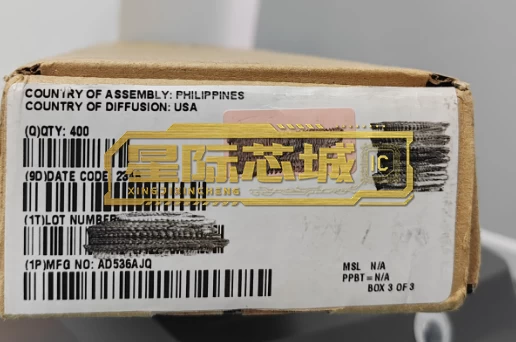 COUNTRY OF ASSEMBLY: PHILIPPINES
COUNTRY OF DIFFUSION: USA
(Q)QTY: 400
(9D)DATE CODE:
星际芯城
IC
(1T)LOT NUMBER
(1P)MFG NO: AD536AJQ
MSL N/A
PPBT = N/A
BOX 3 OF 3